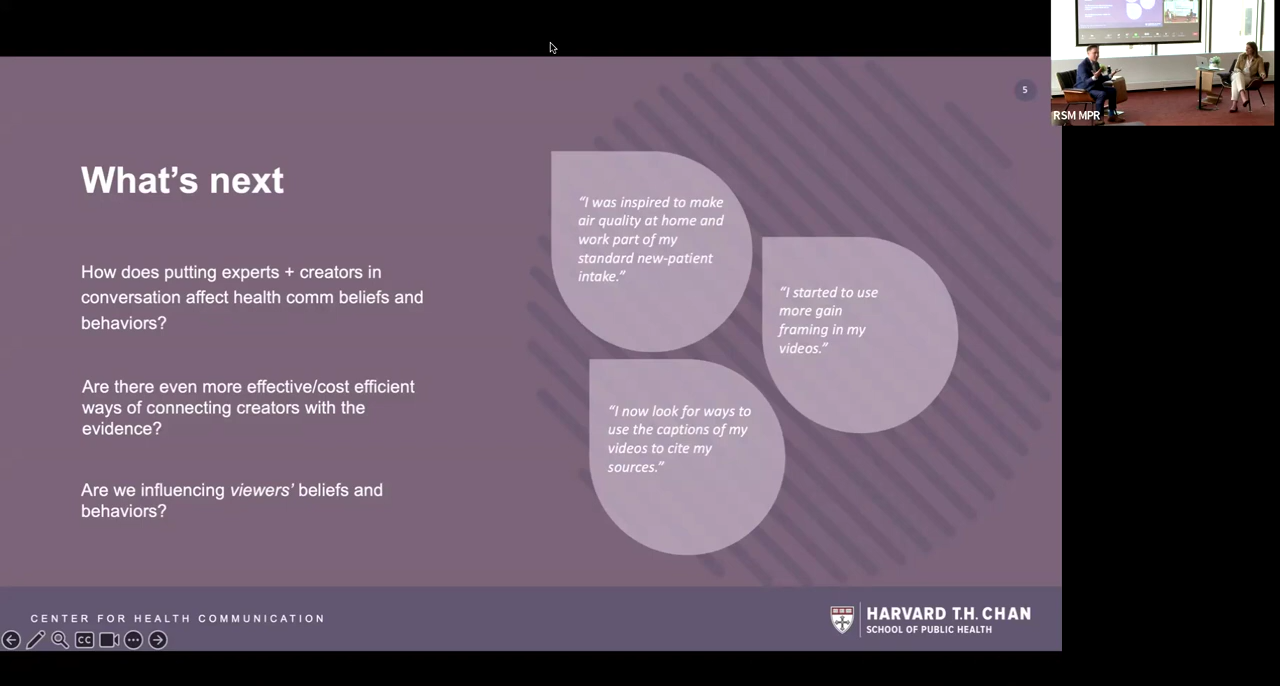 5
What's next
How does putting experts + creators in
conversation affect health comm beliefs and
behaviors?
Are there even more effective/cost efficient
ways of connecting creators with the
evidence?
Are we influencing viewers' beliefs and
behaviors?
“I was inspired to make
air quality at home and
work part of my
standard new-patient
intake.”
“I started to use
more gain
framing in my
videos.”
“I now look for ways to
use the captions of my
videos to cite my
sources.”
CENTER FOR HEALTH COMMUNICATION
HARVARD T.H. CHAN
SCHOOL OF PUBLIC HEALTH
CC
RSM MPR